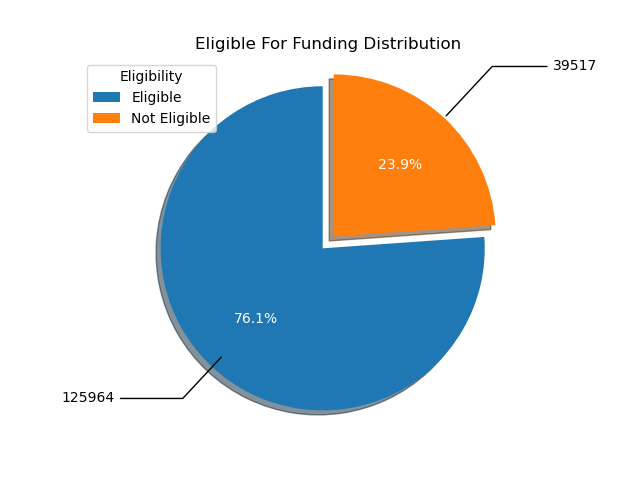 Eligible For Funding Distribution
Eligibility
Eligible
Not Eligible
39517
23.9%
76.1%
125964